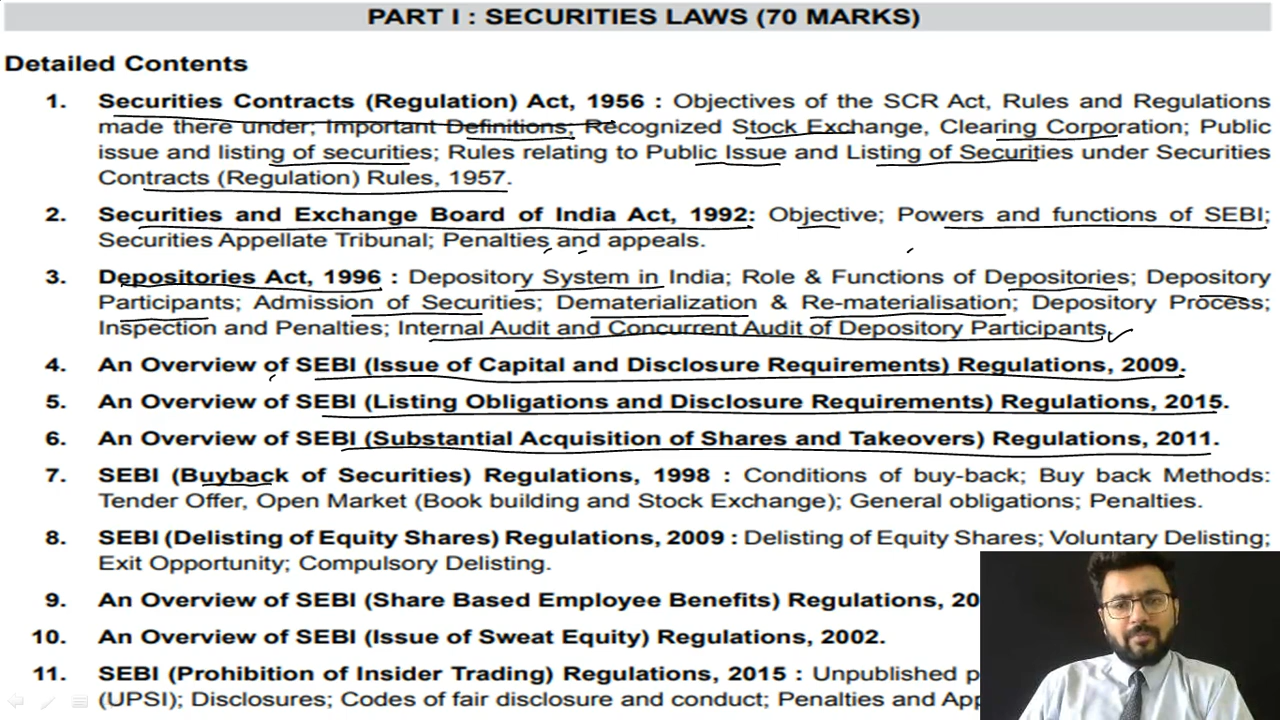 PART I : SECURITIES LAWS (70 MARKS)
Detailed Contents
1. Securities Contracts (Regulation) Act, 1956 : Objectives of the SCR Act, Rules and Regulations
made there under; Important Definitions; Recognized Stock Exchange, Clearing Corporation; Public
issue and listing of securities; Rules relating to Public Issue and Listing of Securities under Securities
Contracts (Regulation) Rules, 1957.
2. Securities and Exchange Board of India Act, 1992: Objective; Powers and functions of SEBI;
Securities Appellate Tribunal; Penalties and appeals.
3. Depositories Act, 1996 : Depository System in India; Role & Functions of Depositories; Depository
Participants; Admission of Securities; Dematerialization & Re-materialisation; Depository Process;
Inspection and Penalties; Internal Audit and Concurrent Audit of Depository Participants.
4. An Overview of SEBI (Issue of Capital and Disclosure Requirements) Regulations, 2009.
5. An Overview of SEBI (Listing Obligations and Disclosure Requirements) Regulations, 2015.
6. An Overview of SEBI (Substantial Acquisition of Shares and Takeovers) Regulations, 2011.
7. SEBI (Buyback of Securities) Regulations, 1998 : Conditions of buy-back; Buy back Methods:
Tender Offer, Open Market (Book building and Stock Exchange); General obligations; Penalties.
8. SEBI (Delisting of Equity Shares) Regulations, 2009 : Delisting of Equity Shares; Voluntary Delisting;
Exit Opportunity; Compulsory Delisting.
9. An Overview of SEBI (Share Based Employee Benefits) Regulations, 20
10. An Overview of SEBI (Issue of Sweat Equity) Regulations, 2002.
11. SEBI (Prohibition of Insider Trading) Regulations, 2015 : Unpublished p
(UPSI); Disclosures; Codes of fair disclosure and conduct; Penalties and App